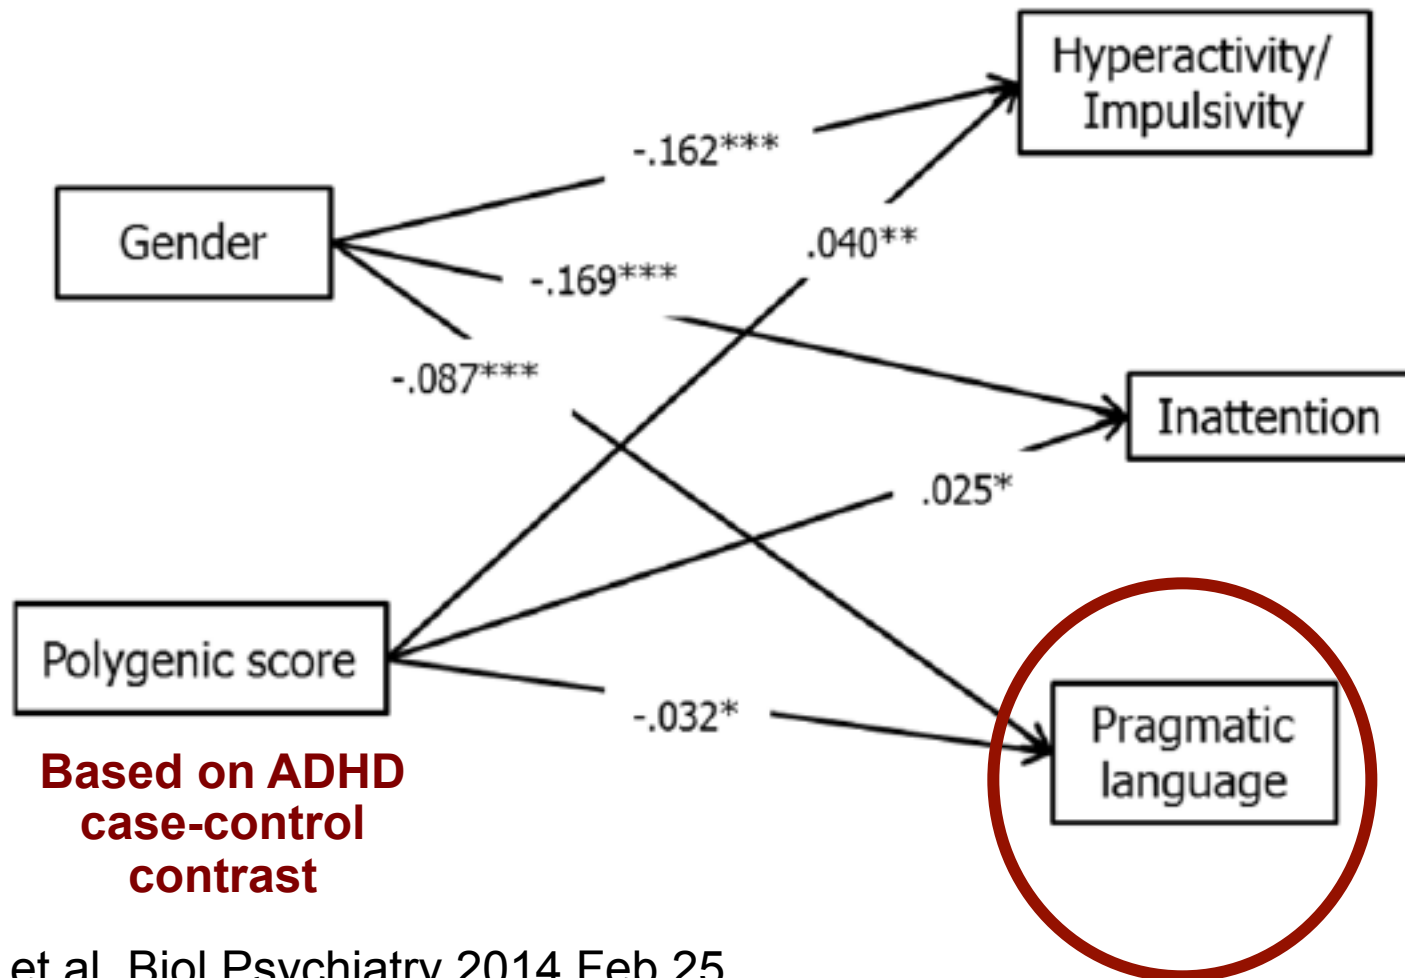 Hyperactivity/
Impulsivity
-.162***
Gender
.040**
-.169***
-.087***
Inattention
.025*
Polygenic score
-.032*
Pragmatic
language
Based on ADHD
case-control
contrast
et al. Biol Psychiatry 2014 Feb 25